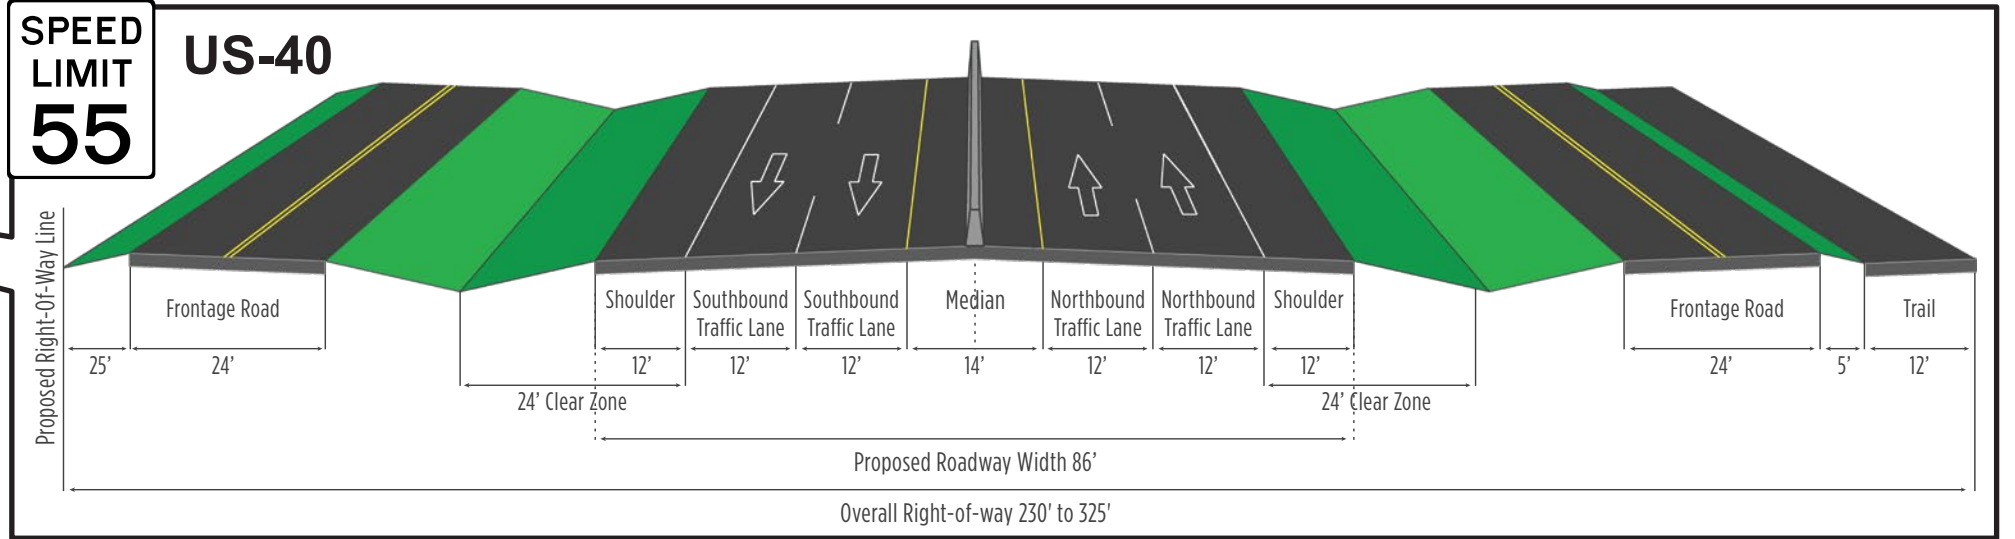 SPEED
LIMIT
55
US-40
Proposed Right-Of-Way Line
Frontage Road
Shoulder
Southbound
Traffic Lane
Southbound
Traffic Lane
Median
Northbound
Traffic Lane
Northbound
Traffic Lane
Shoulder
Frontage Road
Trail
25’
24’
12’
12’
12’
14’
12’
12’
12’
24’
5’
12’
24’ Clear Zone
24’ Clear Zone
Proposed Roadway Width 86’
Overall Right-of-way 230' to 325'